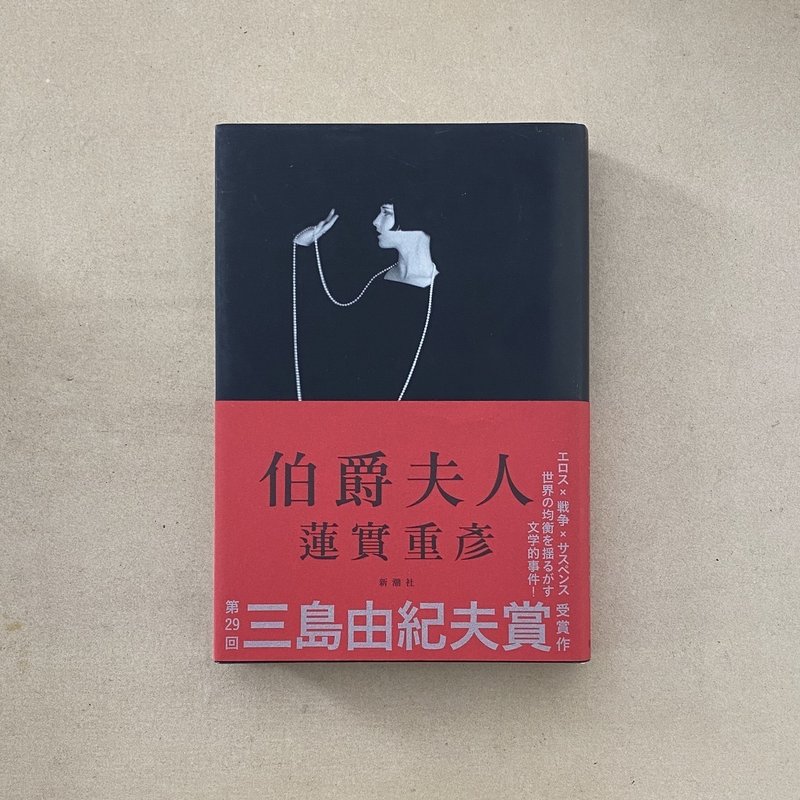 伯爵夫人
蓮實重彥
新潮社
エロス×戦争×サスペンス
世界の均衡を揺るがす
文学的事件！
第29回
三島由紀夫賞
受賞作